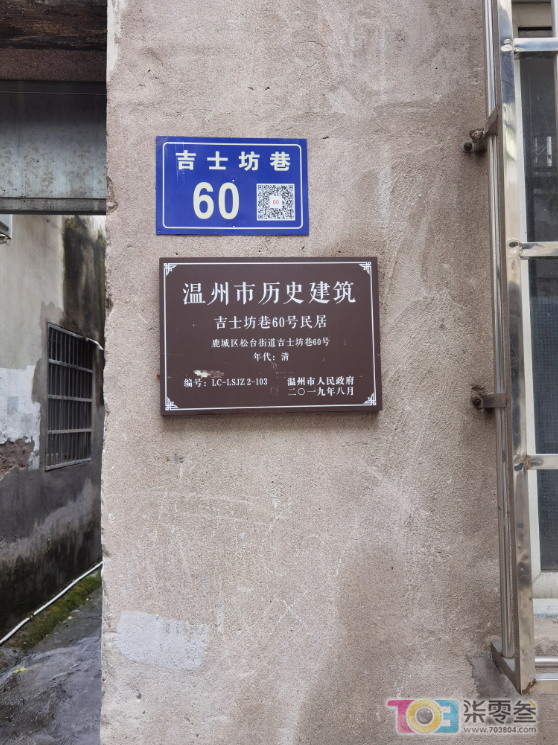 吉士坊巷
60
温州市历史建筑
吉士坊巷60号民居
鹿城区松台街道吉士坊巷60号
年代：清
编号：LC-LSJZ 2-103
温州市人民政府
二〇一九年八月
703 柒零叁
www.703804.com